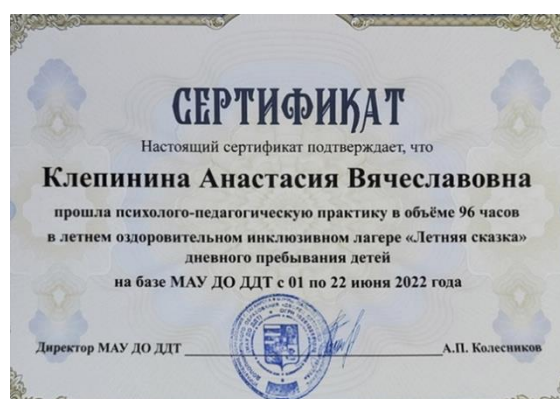 СЕРТИФИКАТ
Настоящий сертификат подтверждает, что
Клепинина Анастасия Вячеславовна
прошла психолого-педагогическую практику в объёме 96 часов
в летнем оздоровительном инклюзивном лагере «Летняя сказка»
дневного пребывания детей
на базе МАУ ДО ДДТ с 01 по 22 июня 2022 года
Директор МАУ ДО ДДТ А.П. Колесников